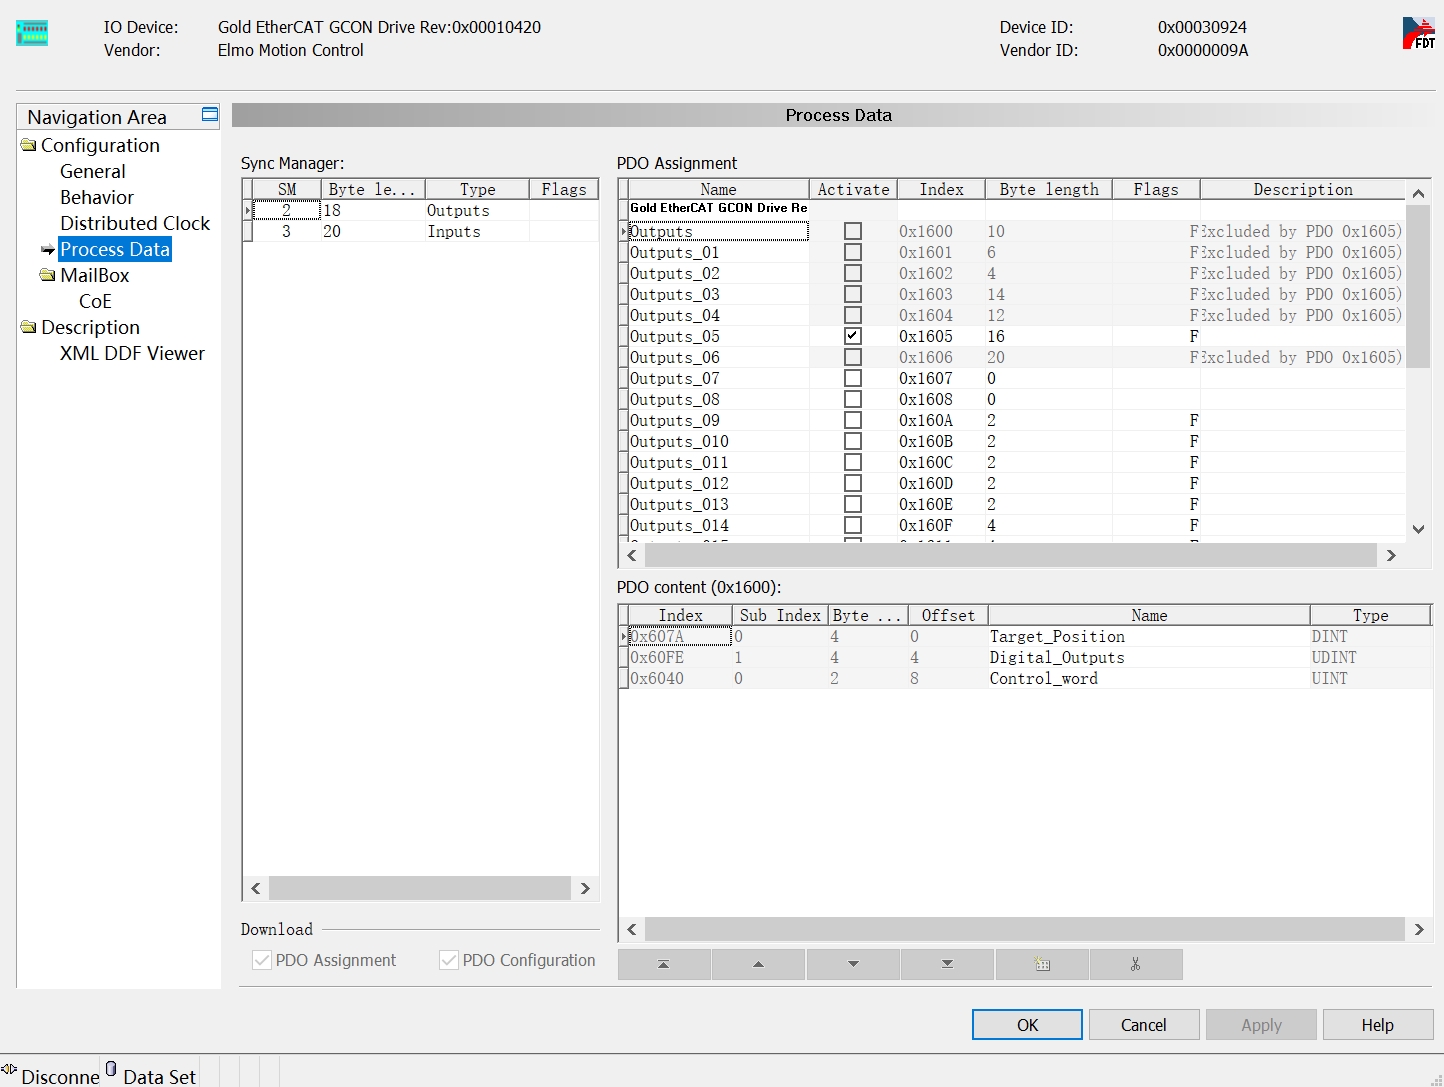 IO Device: Gold EtherCAT GCON Drive Rev:0x00010420 Device ID: 0x00030924
Vendor: Elmo Motion Control Vendor ID: 0x0000009A
FDT
Navigation Area
Configuration
General
Behavior
Distributed Clock
Process Data
MailBox
CoE
Description
XML DDF Viewer
Process Data
Sync Manager:
SM Byte le... Type Flags
2 18 Outputs
3 20 Inputs
Download
PDO Assignment PDO Configuration
PDO Assignment
Name Activate Index Byte length Flags Description
Gold EtherCAT GCON Drive Re
Outputs 0x1600 10 F Excluded by PDO 0x1605)
Outputs_01 0x1601 6 F Excluded by PDO 0x1605)
Outputs_02 0x1602 4 F Excluded by PDO 0x1605)
Outputs_03 0x1603 14 F Excluded by PDO 0x1605)
Outputs_04 0x1604 12 F Excluded by PDO 0x1605)
Outputs_05 0x1605 16 F
Outputs_06 0x1606 20 F Excluded by PDO 0x1605)
Outputs_07 0x1607 0
Outputs_08 0x1608 0
Outputs_09 0x160A 2 F
Outputs_010 0x160B 2 F
Outputs_011 0x160C 2 F
Outputs_012 0x160D 2 F
Outputs_013 0x160E 2 F
Outputs_014 0x160F 4 F
PDO content (0x1600):
Index Sub Index Byte ... Offset Name Type
0x607A 0 4 0 Target_Position DINT
0x60FE 1 4 4 Digital_Outputs UDINT
0x6040 0 2 8 Control_word UINT
OK Cancel Apply Help
Disconne Data Set